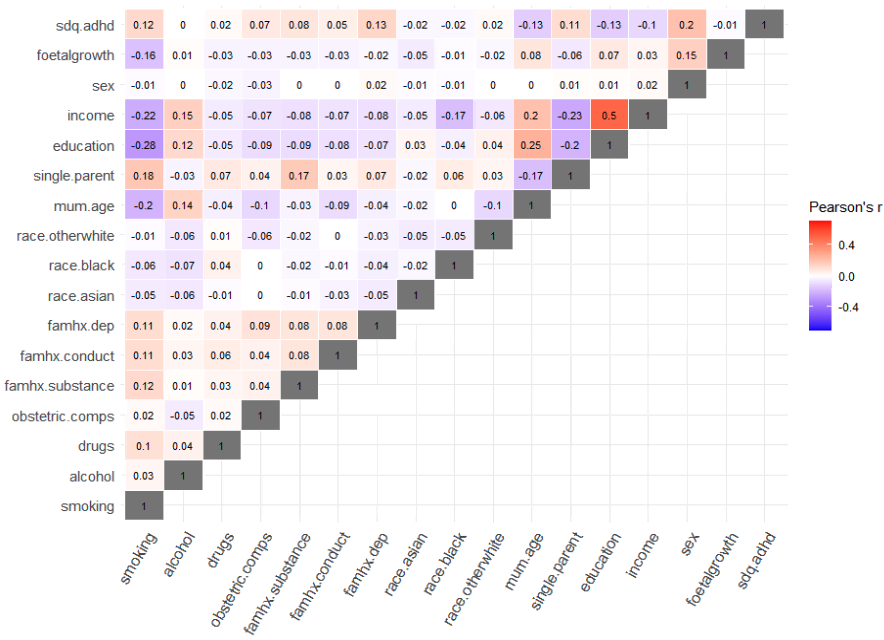 sdq.adhd 0.12 0 0.02 0.07 0.08 0.05 0.13 -0.02 -0.02 0.02 -0.13 0.11 -0.13 -0.1 0.2 -0.01 1
foetalgrowth -0.16 0.01 -0.03 -0.03 -0.03 -0.03 -0.02 -0.05 -0.01 -0.02 0.08 -0.06 0.07 0.03 0.15 1
sex -0.01 0 -0.02 -0.03 0 0 0.02 -0.01 -0.01 0 0 0.01 0.01 0.02 1
income -0.22 0.15 -0.05 -0.07 -0.08 -0.07 -0.08 -0.05 -0.17 -0.06 0.2 -0.23 0.5 1
education -0.28 0.12 -0.05 -0.09 -0.09 -0.08 -0.07 0.03 -0.04 0.04 0.25 -0.2 1
single.parent 0.18 -0.03 0.07 0.04 0.17 0.03 0.07 -0.02 0.06 0.03 -0.17 1
mum.age -0.2 0.14 -0.04 -0.1 -0.03 -0.09 -0.04 -0.02 0 -0.1 1
race.otherwhite -0.01 -0.06 0.01 -0.06 -0.02 0 -0.03 -0.05 -0.05 1
race.black -0.06 -0.07 0.04 0 -0.02 -0.01 -0.04 -0.02 1
race.asian -0.05 -0.06 -0.01 0 -0.01 -0.03 -0.05 1
famhx.dep 0.11 0.02 0.04 0.09 0.08 0.08 1
famhx.conduct 0.11 0.03 0.06 0.04 0.08 1
famhx.substance 0.12 0.01 0.03 0.04 1
obstetric.comps 0.02 -0.05 0.02 1
drugs 0.1 0.04 1
alcohol 0.03 1
smoking 1
smoking alcohol drugs obstetric.comps famhx.substance famhx.conduct famhx.dep race.asian race.black race.otherwhite mum.age single.parent education income sex foetalgrowth sdq.adhd
Pearson's r
0.4
0.0
-0.4